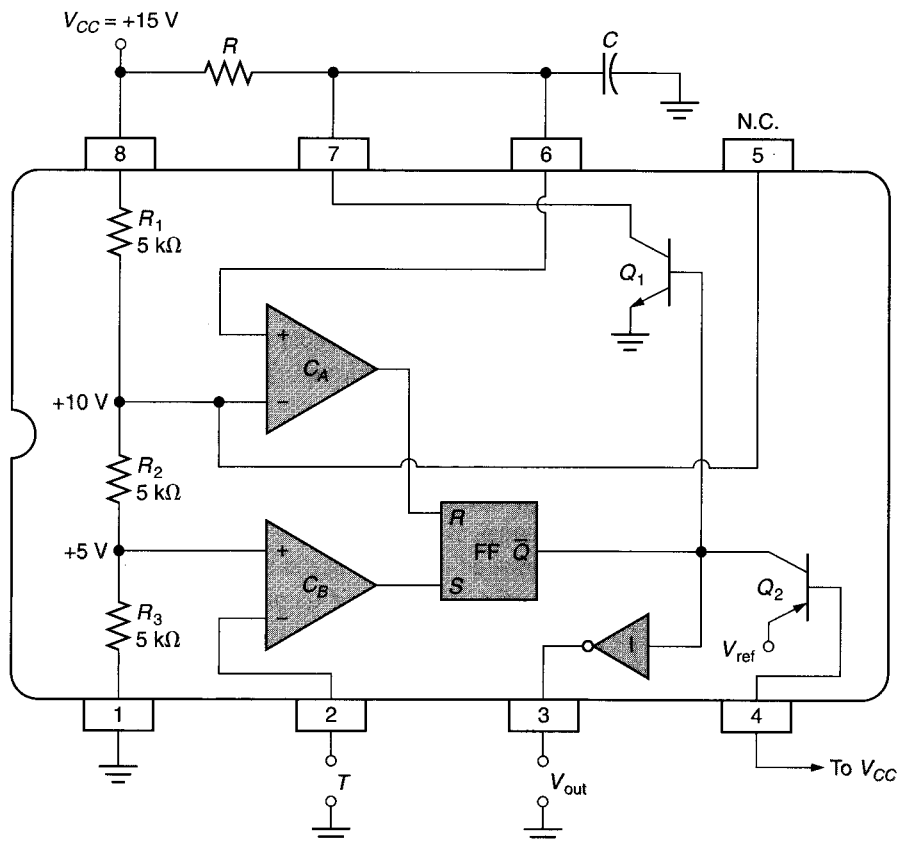 V_CC = +15 V
R
C
N.C.
8
7
6
5
R_1
5 kΩ
Q_1
+
C_A
−
+10 V
R_2
5 kΩ
R
+5 V
+
FF Q̅
C_B
S
Q_2
−
R_3
5 kΩ
I
V_ref
1
2
3
4
T
V_out
To V_CC